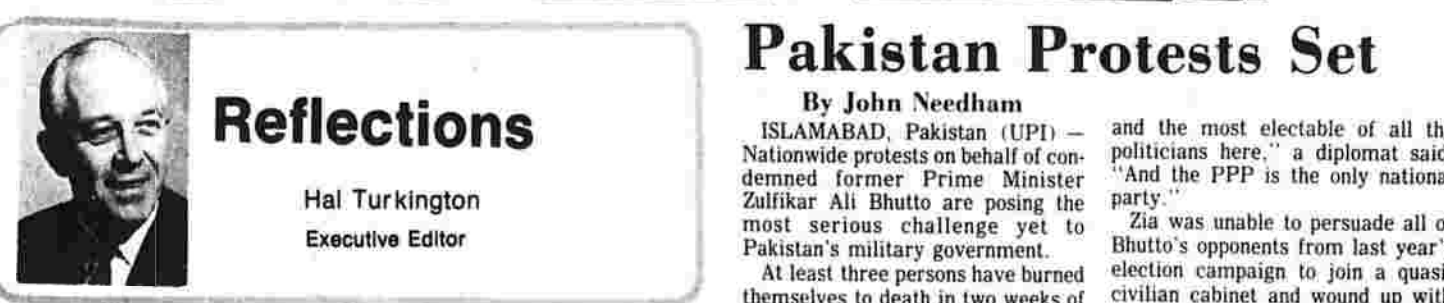 Reflections
Hal Turkington
Executive Editor
Pakistan Protests Set
By John Needham
ISLAMABAD, Pakistan (UPI) —
Nationwide protests on behalf of con-
demned former Prime Minister
Zulfikar Ali Bhutto are posing the
most serious challenge yet to
Pakistan's military government.
At least three persons have burned
themselves to death in two weeks of
and the most electable of all th
politicians here," a diplomat said
"And the PPP is the only nationa
party."
Zia was unable to persuade all o
Bhutto's opponents from last year'
election campaign to join a quasi
civilian cabinet and wound up with